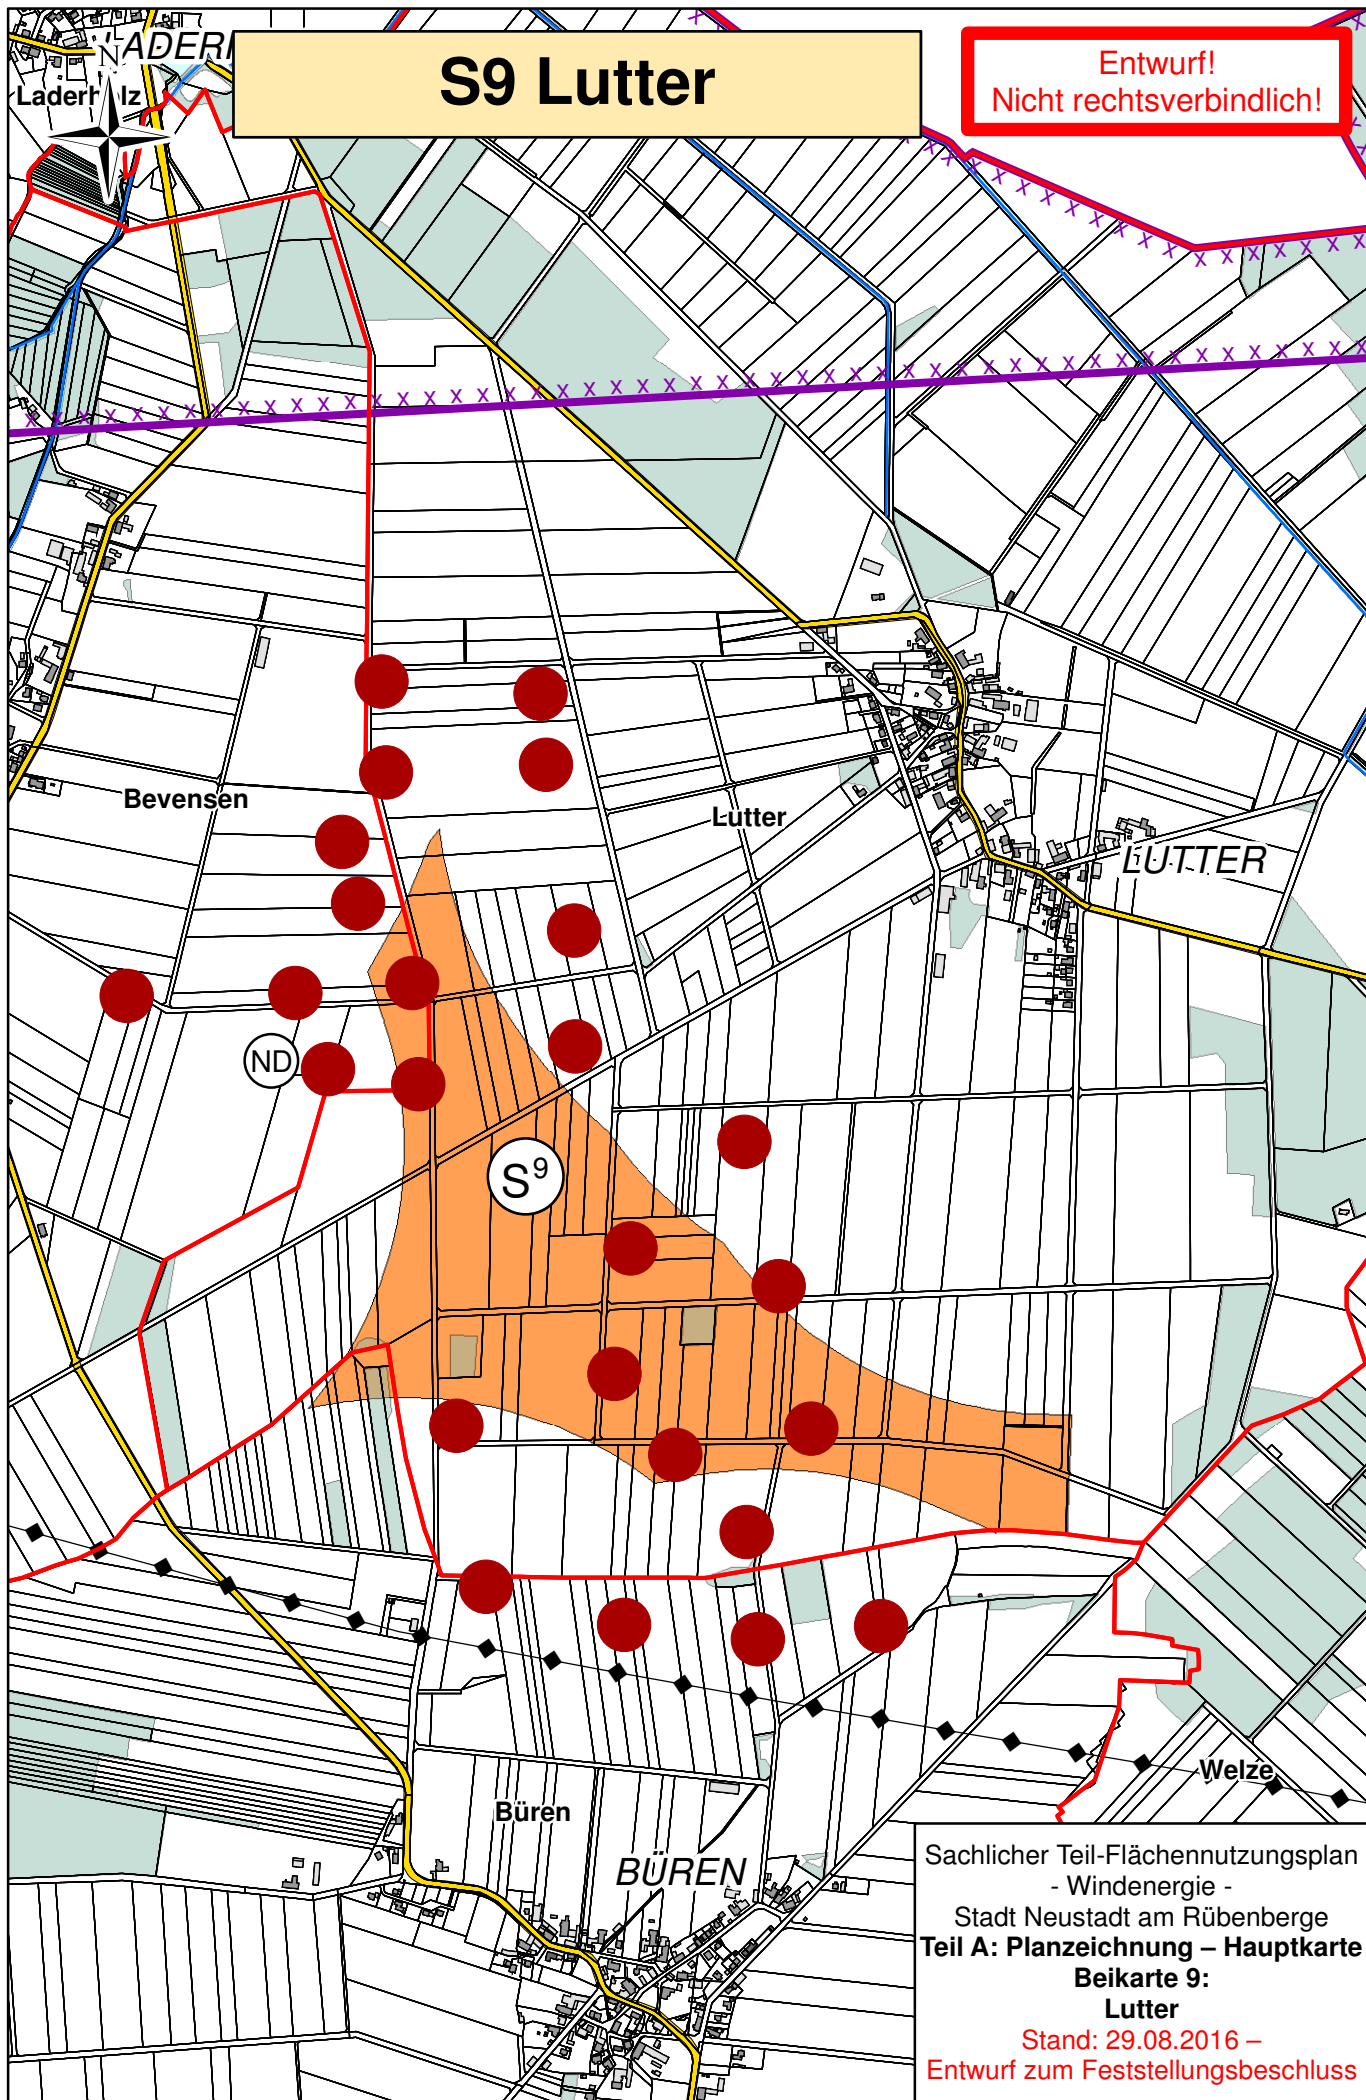 S9 Lutter
Entwurf!
Nicht rechtsverbindlich!
N
Bevensen
Lutter
LUTTER
ND
S9
Büren
BÜREN
Welze
Sachlicher Teil-Flächennutzungsplan
- Windenergie -
Stadt Neustadt am Rübenberge
Teil A: Planzeichnung – Hauptkarte
Beikarte 9:
Lutter
Stand: 29.08.2016 –
Entwurf zum Feststellungsbeschluss